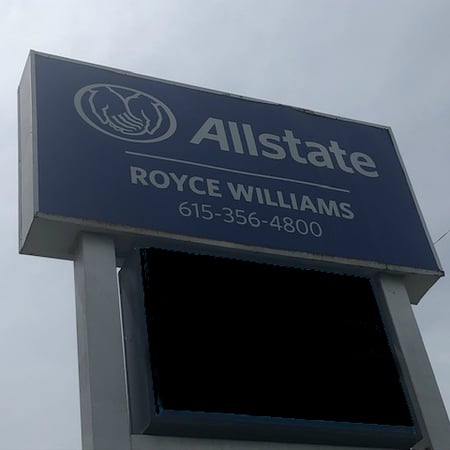 Allstate
ROYCE WILLIAMS
615-356-4800